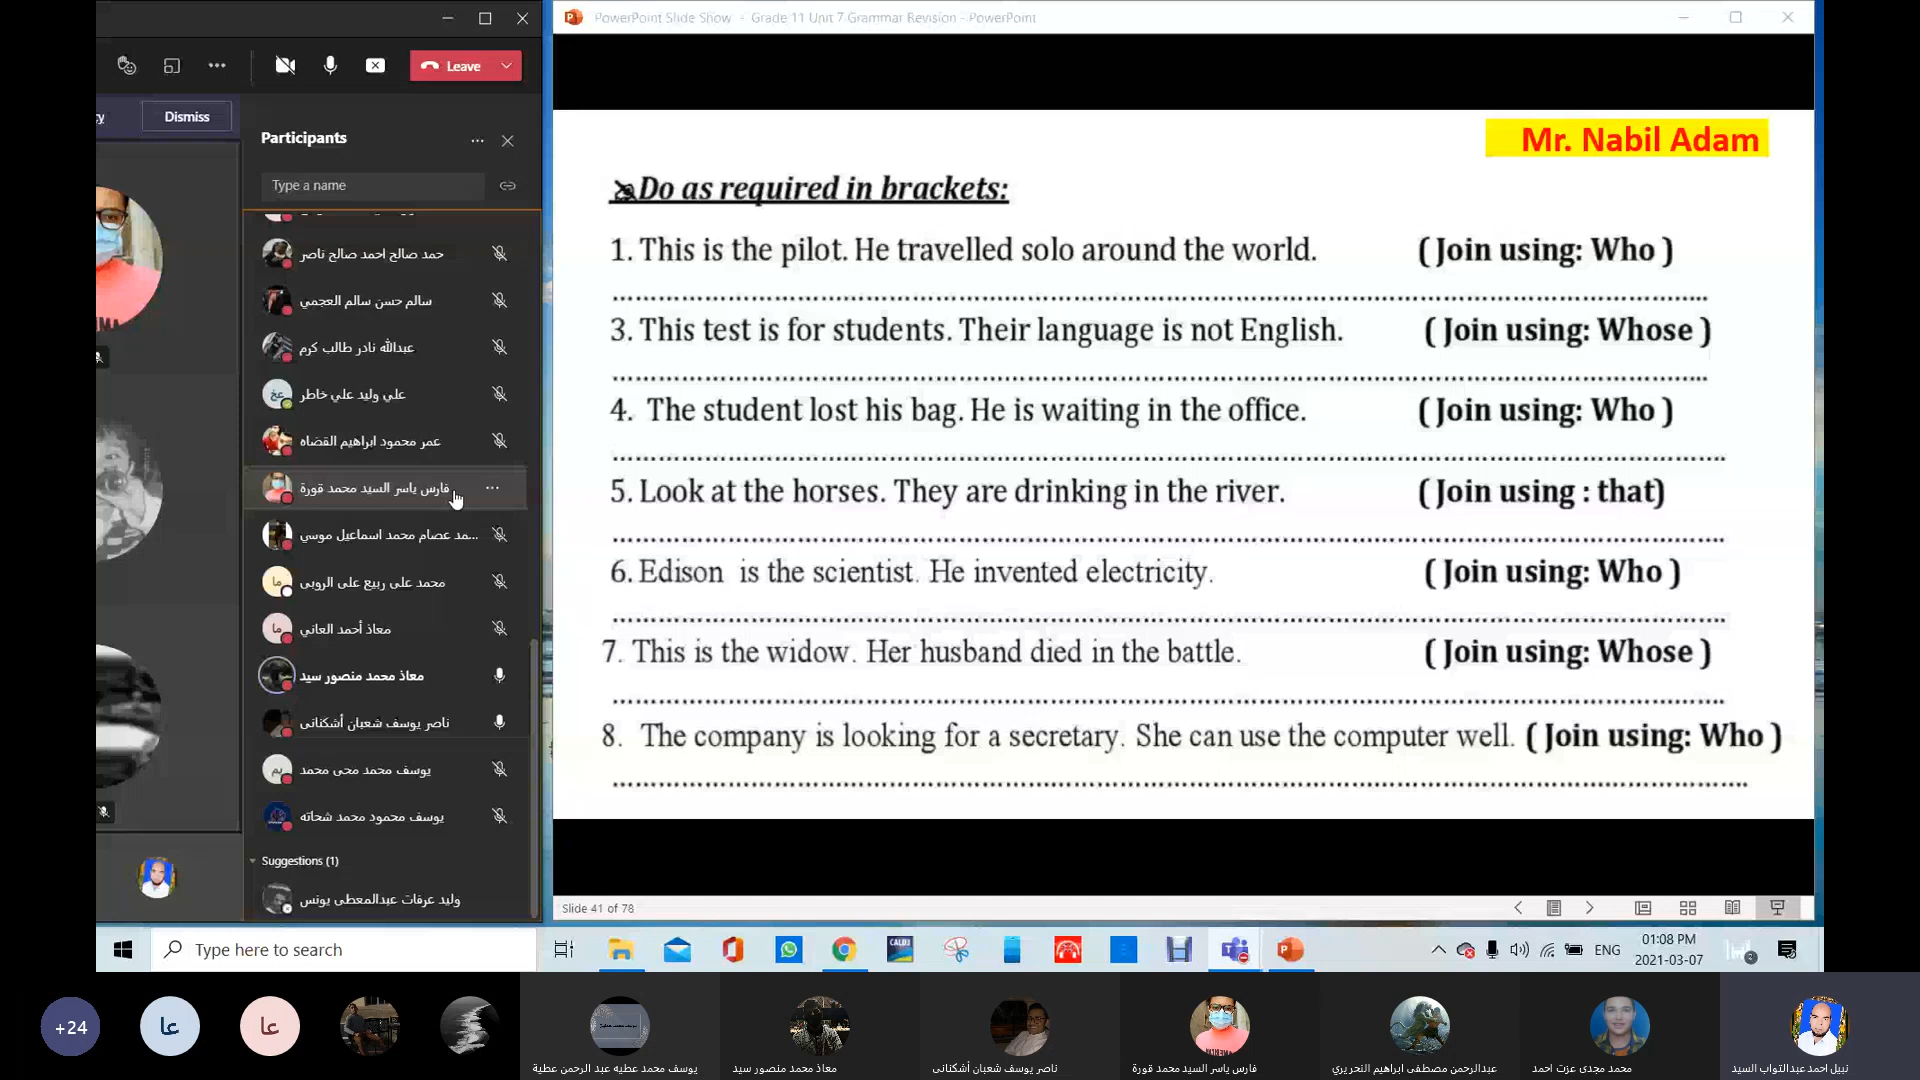 PowerPoint Slide Show - Grade 11 Unit 7 Grammar Revision - PowerPoint
Leave
Dismiss
Participants
Type a name
حمد صالح احمد صالح ناصر
سالم حسن سالم العجمي
عبدالله نادر طالب كرم
عخ
علي وليد علي خاطر
عمر محمود ابراهيم القضاه
فارس ياسر السيد محمد قورة
...مد عصام محمد اسماعيل موسي
ما
محمد على ربيع على الروبى
ما
معاذ أحمد العاني
معاذ محمد منصور سيد
ناصر يوسف شعبان أشكنانى
يم
يوسف محمد محى محمد
يوسف محمود محمد شحاته
Suggestions (1)
وليد عرفات عبدالمعطى يونس
Mr. Nabil Adam
Do as required in brackets:
1. This is the pilot. He travelled solo around the world. ( Join using: Who )
3. This test is for students. Their language is not English. ( Join using: Whose )
4. The student lost his bag. He is waiting in the office. ( Join using: Who )
5. Look at the horses. They are drinking in the river. ( Join using : that)
6. Edison is the scientist. He invented electricity. ( Join using: Who )
7. This is the widow. Her husband died in the battle. ( Join using: Whose )
8. The company is looking for a secretary. She can use the computer well. ( Join using: Who )
Slide 41 of 78
Type here to search
ENG
01:08 PM
2021-03-07
+24
عا
عا
يوسف محمد عطيه عبد الرحمن عطية
معاذ محمد منصور سيد
ناصر يوسف شعبان أشكنانى
فارس ياسر السيد محمد قورة
عبدالرحمن مصطفى ابراهيم التحريري
محمد مجدى عزت احمد
نبيل احمد عبدالتواب السيد